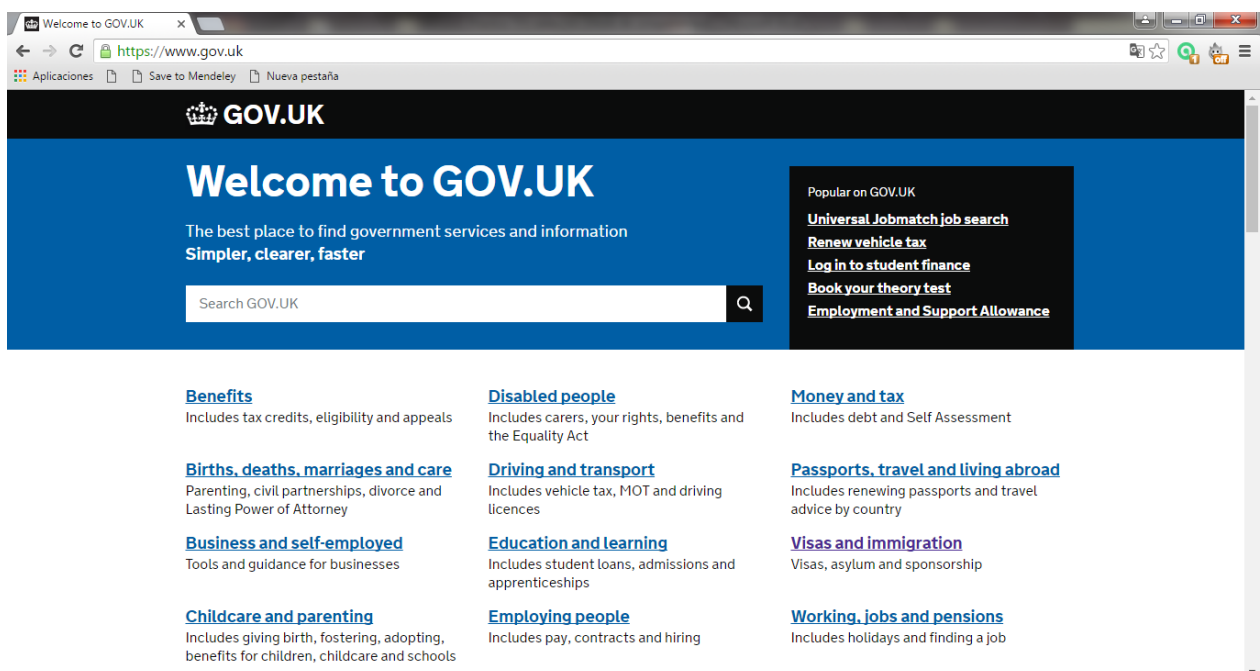 Welcome to GOV.UK
https://www.gov.uk
Aplicaciones Save to Mendeley Nueva pestaña
GOV.UK
Welcome to GOV.UK
The best place to find government services and information
Simpler, clearer, faster
Search GOV.UK
Popular on GOV.UK
Universal Jobmatch job search
Renew vehicle tax
Log in to student finance
Book your theory test
Employment and Support Allowance
Benefits
Includes tax credits, eligibility and appeals
Disabled people
Includes carers, your rights, benefits and
the Equality Act
Money and tax
Includes debt and Self Assessment
Births, deaths, marriages and care
Parenting, civil partnerships, divorce and
Lasting Power of Attorney
Driving and transport
Includes vehicle tax, MOT and driving
licences
Passports, travel and living abroad
Includes renewing passports and travel
advice by country
Business and self-employed
Tools and guidance for businesses
Education and learning
Includes student loans, admissions and
apprenticeships
Visas and immigration
Visas, asylum and sponsorship
Childcare and parenting
Includes giving birth, fostering, adopting,
benefits for children, childcare and schools
Employing people
Includes pay, contracts and hiring
Working, jobs and pensions
Includes holidays and finding a job